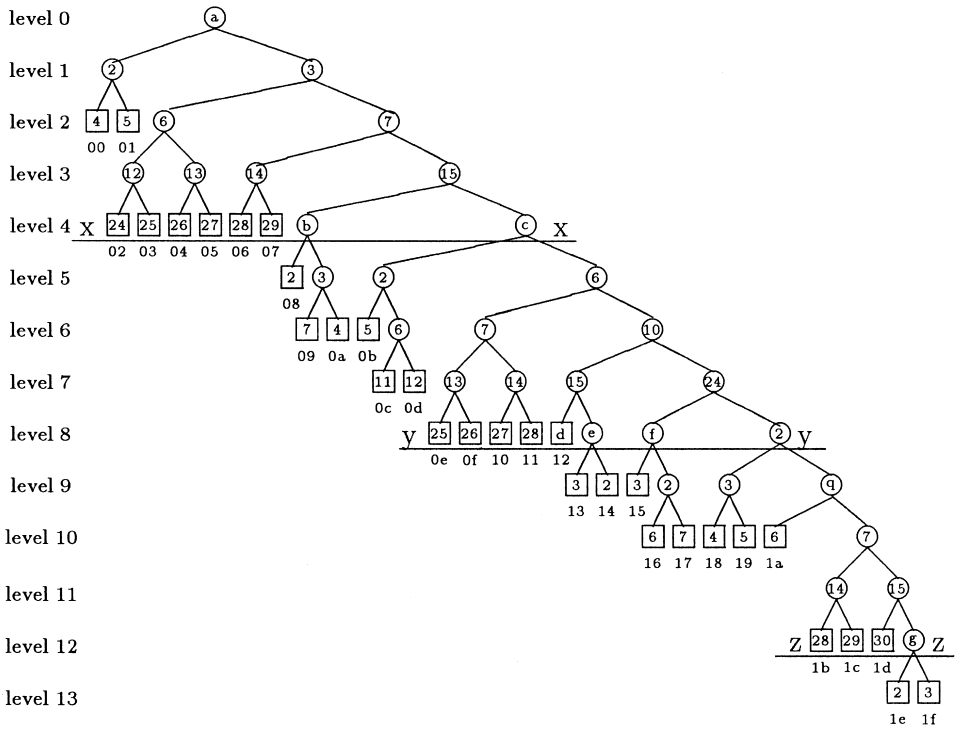 level 0 a
level 1 2 3
level 2 4 5 6 7
00 01
level 3 12 13 14 15
level 4 X 24 25 26 27 28 29 b c X
02 03 04 05 06 07
level 5 2 3 2 6
08
level 6 7 4 5 6 7 10
09 0a 0b
level 7 11 12 13 14 15 24
0c 0d
level 8 y 25 26 27 28 d e f 2 y
0e 0f 10 11 12
level 9 3 2 3 2 3 q
13 14 15
level 10 6 7 4 5 6 7
16 17 18 19 1a
level 11 14 15
level 12 Z 28 29 30 g Z
1b 1c 1d
level 13 2 3
1e 1f